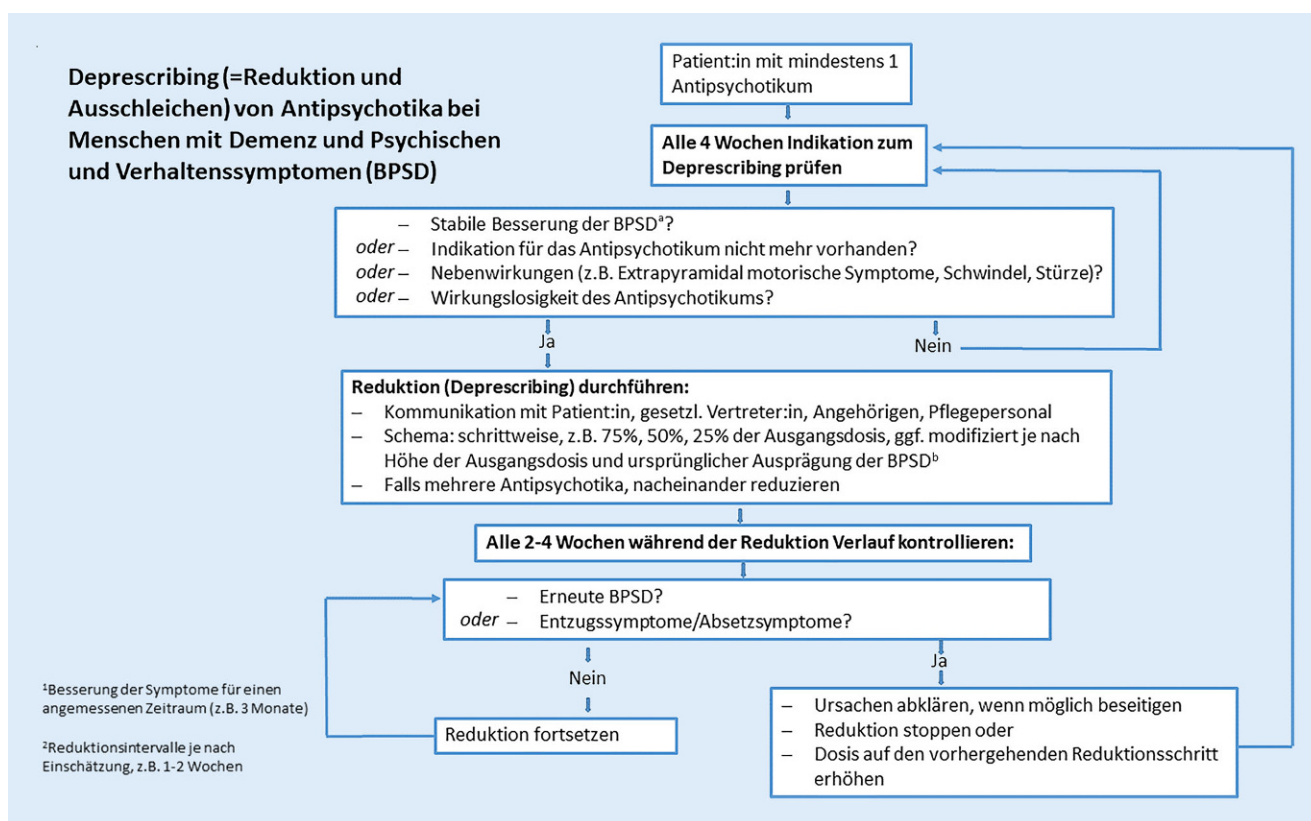 Deprescribing (=Reduktion und
Ausschleichen) von Antipsychotika bei
Menschen mit Demenz und Psychischen
und Verhaltenssymptomen (BPSD)
Patient:in mit mindestens 1
Antipsychotikum
Alle 4 Wochen Indikation zum
Deprescribing prüfen
– Stabile Besserung der BPSDᵃ?
oder – Indikation für das Antipsychotikum nicht mehr vorhanden?
oder – Nebenwirkungen (z.B. Extrapyramidal motorische Symptome, Schwindel, Stürze)?
oder – Wirkungslosigkeit des Antipsychotikums?
Ja
Nein
Reduktion (Deprescribing) durchführen:
– Kommunikation mit Patient:in, gesetzl. Vertreter:in, Angehörigen, Pflegepersonal
– Schema: schrittweise, z.B. 75%, 50%, 25% der Ausgangsdosis, ggf. modifiziert je nach
Höhe der Ausgangsdosis und ursprünglicher Ausprägung der BPSDᵇ
– Falls mehrere Antipsychotika, nacheinander reduzieren
Alle 2-4 Wochen während der Reduktion Verlauf kontrollieren:
– Erneute BPSD?
oder – Entzugssymptome/Absetzsymptome?
Nein
Ja
Reduktion fortsetzen
– Ursachen abklären, wenn möglich beseitigen
– Reduktion stoppen oder
– Dosis auf den vorhergehenden Reduktionsschritt
erhöhen
¹Besserung der Symptome für einen
angemessenen Zeitraum (z.B. 3 Monate)
²Reduktionsintervalle je nach
Einschätzung, z.B. 1-2 Wochen